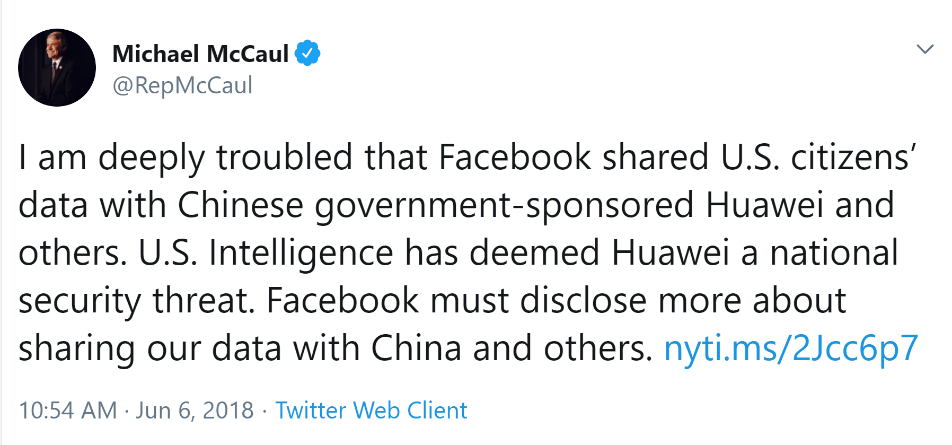 Michael McCaul
@RepMcCaul
I am deeply troubled that Facebook shared U.S. citizens’
data with Chinese government-sponsored Huawei and
others. U.S. Intelligence has deemed Huawei a national
security threat. Facebook must disclose more about
sharing our data with China and others. nyti.ms/2Jcc6p7
10:54 AM · Jun 6, 2018 · Twitter Web Client